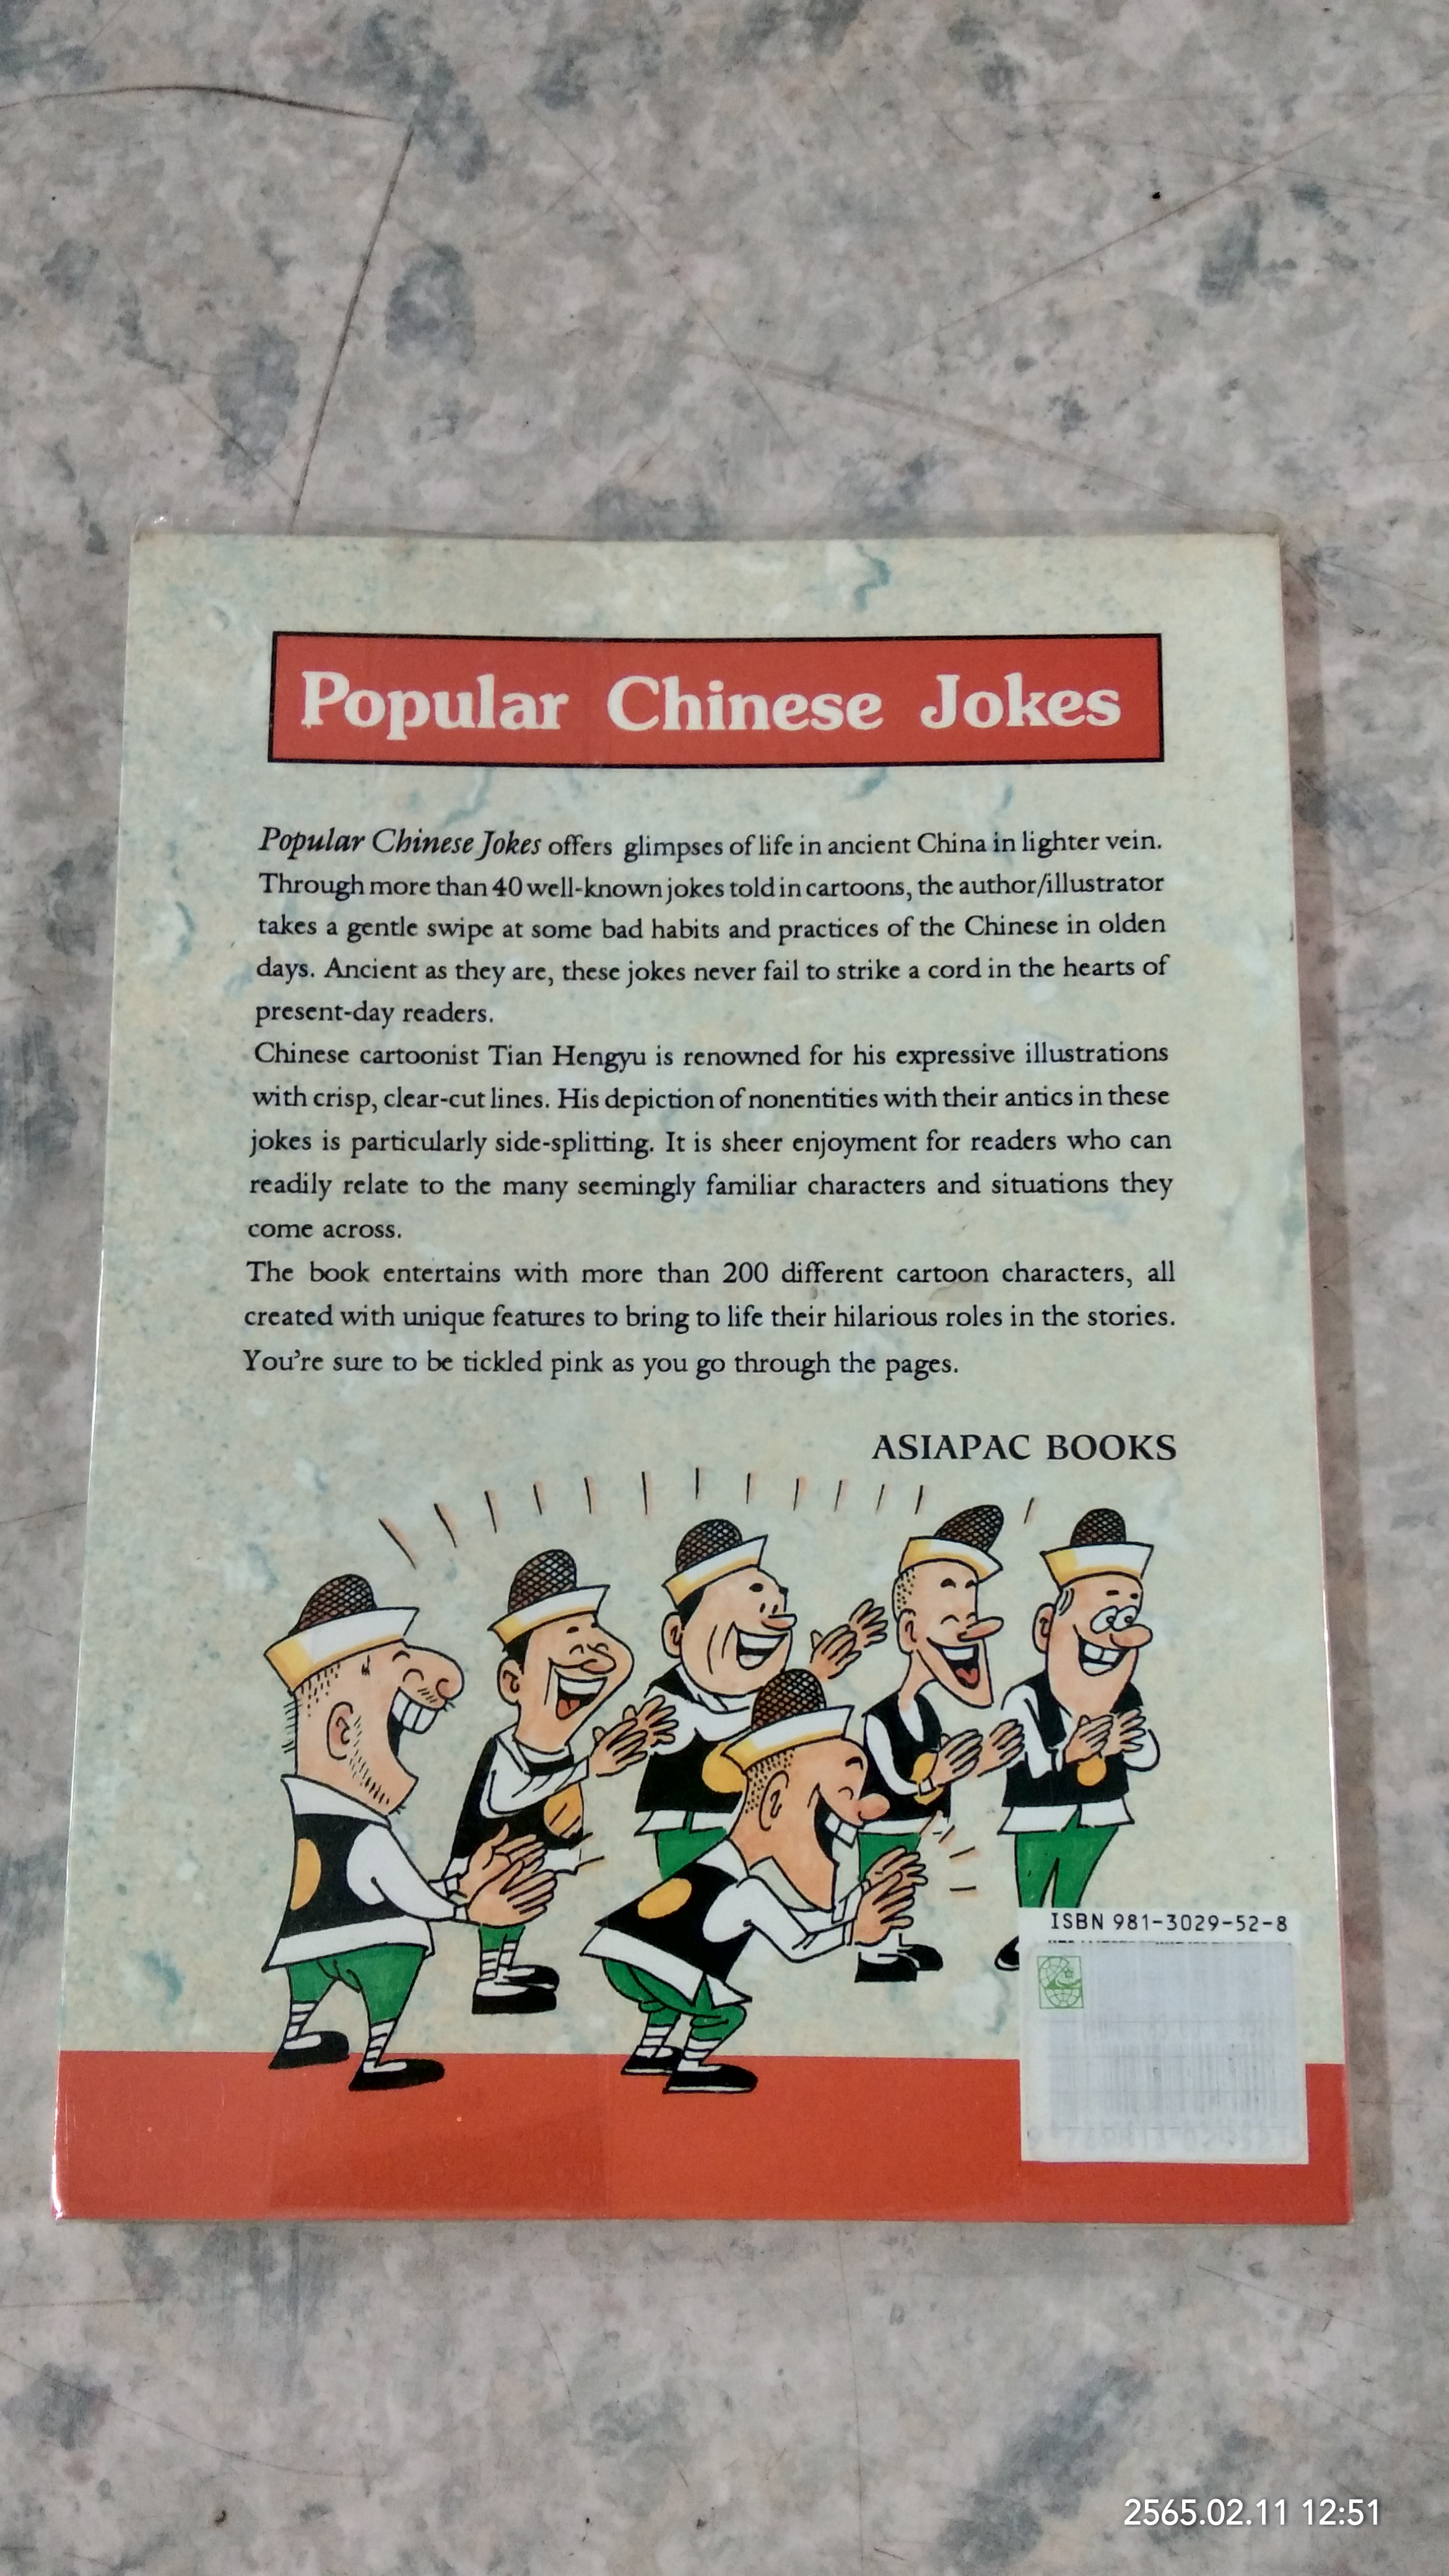 Popular Chinese Jokes
Popular Chinese Jokes offers glimpses of life in ancient China in lighter vein.
Through more than 40 well-known jokes told in cartoons, the author/illustrator
takes a gentle swipe at some bad habits and practices of the Chinese in olden
days. Ancient as they are, these jokes never fail to strike a cord in the hearts of
present-day readers.
Chinese cartoonist Tian Hengyu is renowned for his expressive illustrations
with crisp, clear-cut lines. His depiction of nonentities with their antics in these
jokes is particularly side-splitting. It is sheer enjoyment for readers who can
readily relate to the many seemingly familiar characters and situations they
come across.
The book entertains with more than 200 different cartoon characters, all
created with unique features to bring to life their hilarious roles in the stories.
You're sure to be tickled pink as you go through the pages.
ASIAPAC BOOKS
ISBN 981-3029-52-8
2565.02.11 12:51